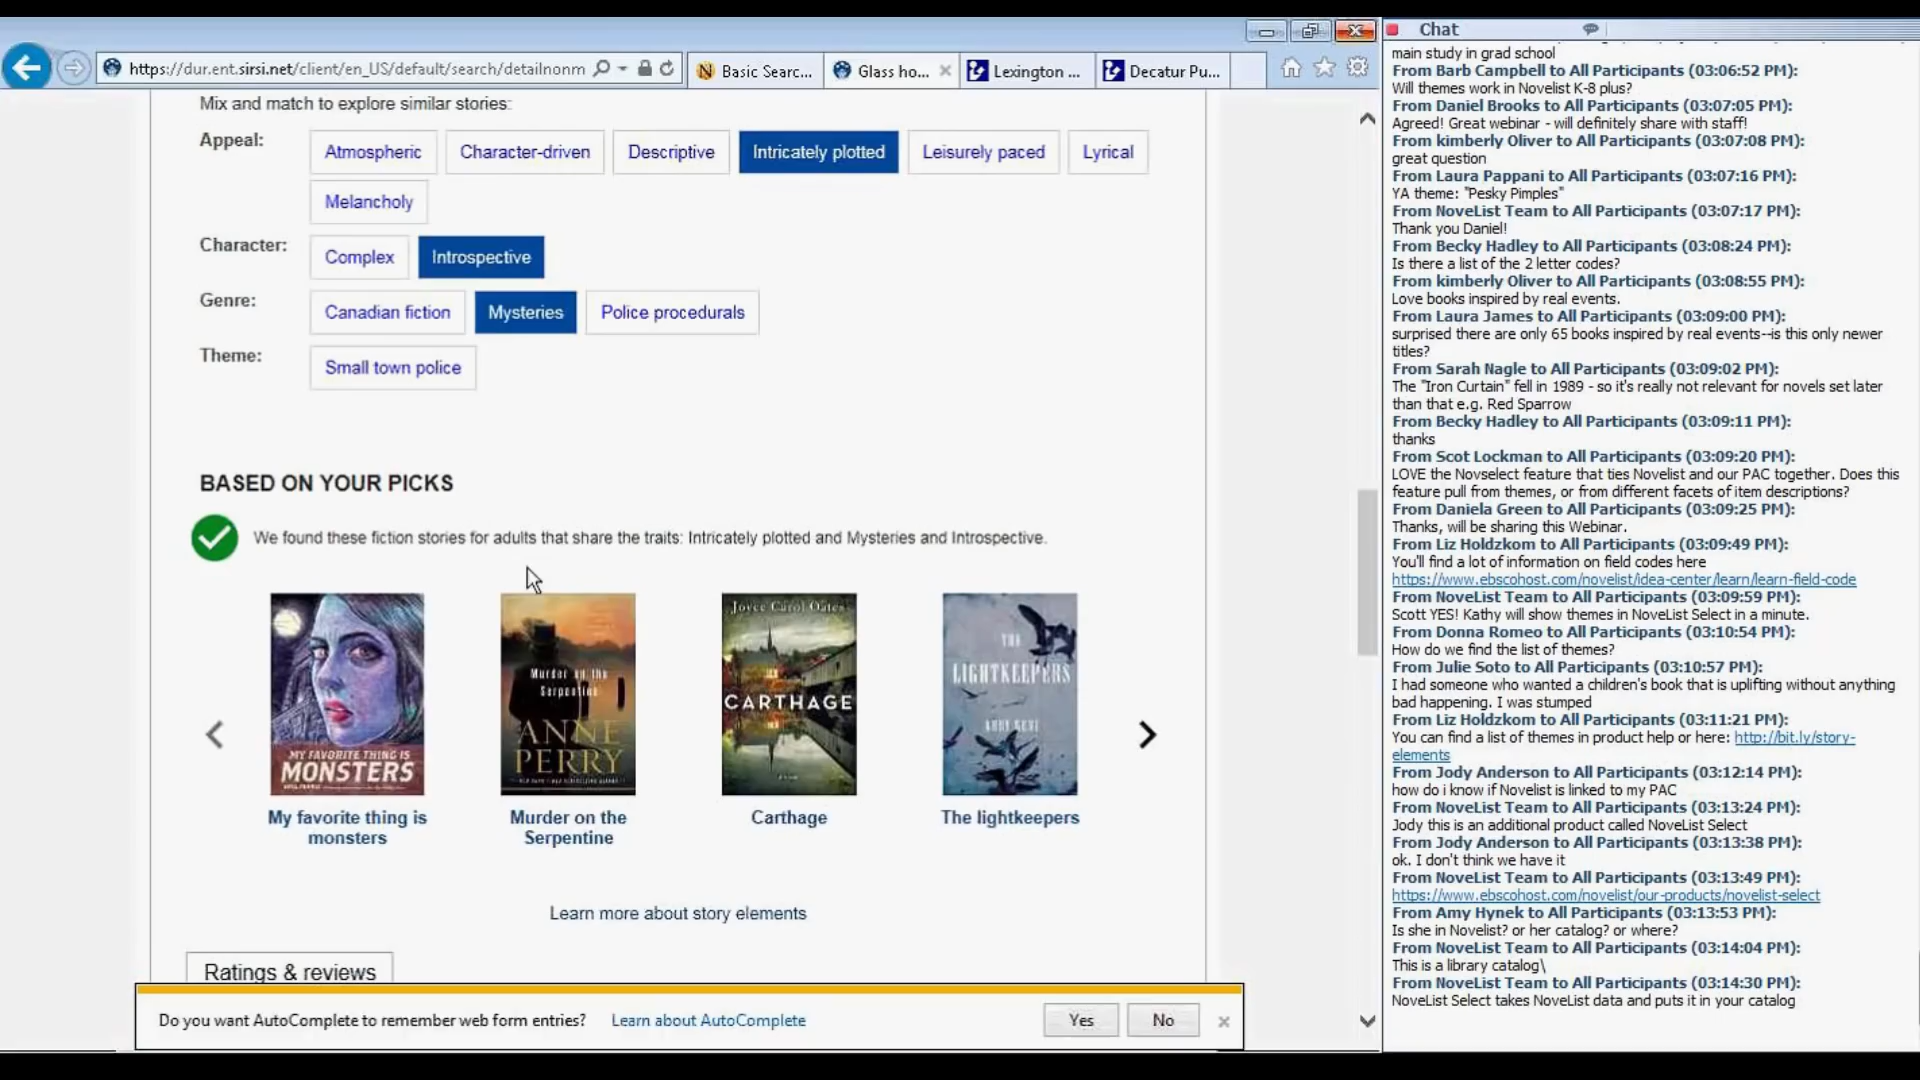 https://dur.ent.sirsi.net/client/en_US/default/search/detailnonm
Basic Searc...
Glass ho...
Lexington ...
Decatur Pu...
Mix and match to explore similar stories:
Appeal:
Atmospheric
Character-driven
Descriptive
Intricately plotted
Leisurely paced
Lyrical
Melancholy
Character:
Complex
Introspective
Genre:
Canadian fiction
Mysteries
Police procedurals
Theme:
Small town police
BASED ON YOUR PICKS
We found these fiction stories for adults that share the traits: Intricately plotted and Mysteries and Introspective.
MY FAVORITE THING IS
MONSTERS
Murder on the
Serpentine
ANNE
PERRY
Joyce Carol Oates
CARTHAGE
THE
LIGHTKEEPERS
My favorite thing is
monsters
Murder on the
Serpentine
Carthage
The lightkeepers
Learn more about story elements
Ratings & reviews
Do you want AutoComplete to remember web form entries?
Learn about AutoComplete
Yes
No
Chat
main study in grad school
From Barb Campbell to All Participants (03:06:52 PM):
Will themes work in Novelist K-8 plus?
From Daniel Brooks to All Participants (03:07:05 PM):
Agreed! Great webinar - will definitely share with staff!
From kimberly Oliver to All Participants (03:07:08 PM):
great question
From Laura Pappani to All Participants (03:07:16 PM):
YA theme: "Pesky Pimples"
From NoveList Team to All Participants (03:07:17 PM):
Thank you Daniel!
From Becky Hadley to All Participants (03:08:24 PM):
Is there a list of the 2 letter codes?
From kimberly Oliver to All Participants (03:08:55 PM):
Love books inspired by real events.
From Laura James to All Participants (03:09:00 PM):
surprised there are only 65 books inspired by real events--is this only newer
titles?
From Sarah Nagle to All Participants (03:09:02 PM):
The "Iron Curtain" fell in 1989 - so it's really not relevant for novels set later
than that e.g. Red Sparrow
From Becky Hadley to All Participants (03:09:11 PM):
thanks
From Scot Lockman to All Participants (03:09:20 PM):
LOVE the Novselect feature that ties Novelist and our PAC together. Does this
feature pull from themes, or from different facets of item descriptions?
From Daniela Green to All Participants (03:09:25 PM):
Thanks, will be sharing this Webinar.
From Liz Holdzkom to All Participants (03:09:49 PM):
You'll find a lot of information on field codes here
https://www.ebscohost.com/novelist/idea-center/learn/learn-field-code
From NoveList Team to All Participants (03:09:59 PM):
Scott YES! Kathy will show themes in NoveList Select in a minute.
From Donna Romeo to All Participants (03:10:54 PM):
How do we find the list of themes?
From Julie Soto to All Participants (03:10:57 PM):
I had someone who wanted a children's book that is uplifting without anything
bad happening. I was stumped
From Liz Holdzkom to All Participants (03:11:21 PM):
You can find a list of themes in product help or here: http://bit.ly/story-
elements
From Jody Anderson to All Participants (03:12:14 PM):
how do i know if Novelist is linked to my PAC
From NoveList Team to All Participants (03:13:24 PM):
Jody this is an additional product called NoveList Select
From Jody Anderson to All Participants (03:13:38 PM):
ok. I don't think we have it
From NoveList Team to All Participants (03:13:49 PM):
https://www.ebscohost.com/novelist/our-products/novelist-select
From Amy Hynek to All Participants (03:13:53 PM):
Is she in Novelist? or her catalog? or where?
From NoveList Team to All Participants (03:14:04 PM):
This is a library catalog\
From NoveList Team to All Participants (03:14:30 PM):
NoveList Select takes NoveList data and puts it in your catalog